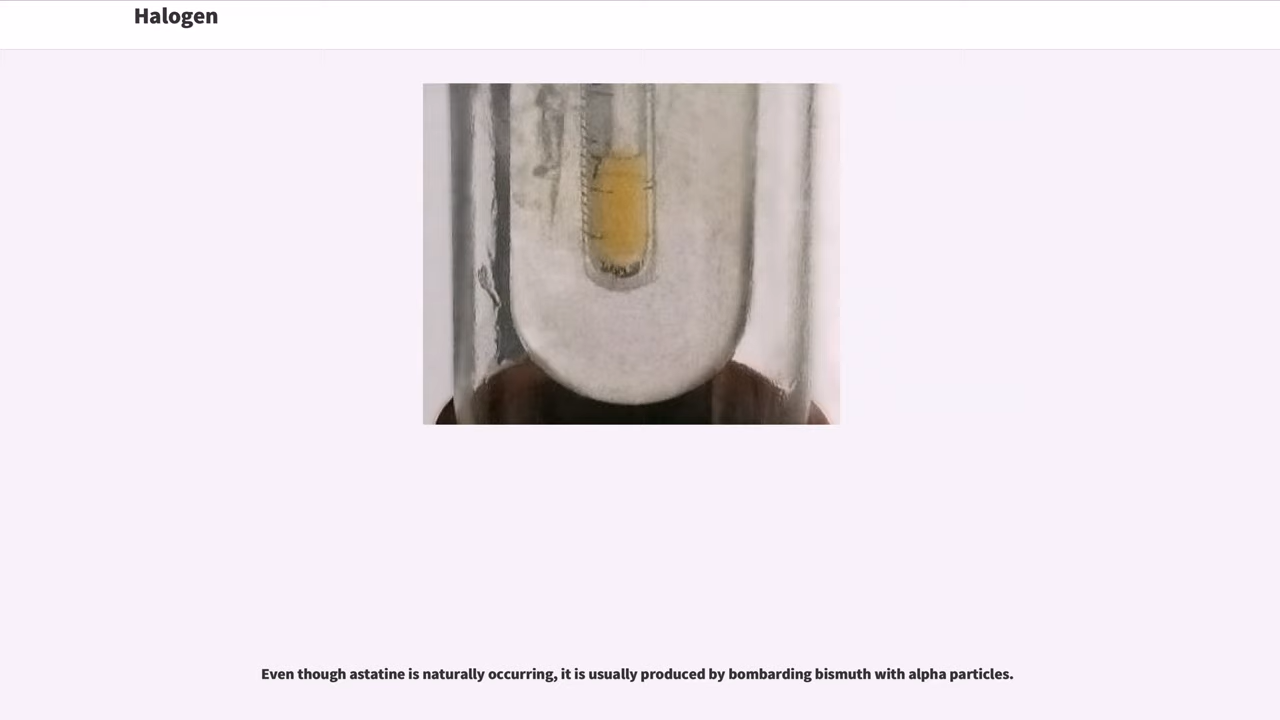 Halogen
Even though astatine is naturally occurring, it is usually produced by bombarding bismuth with alpha particles.